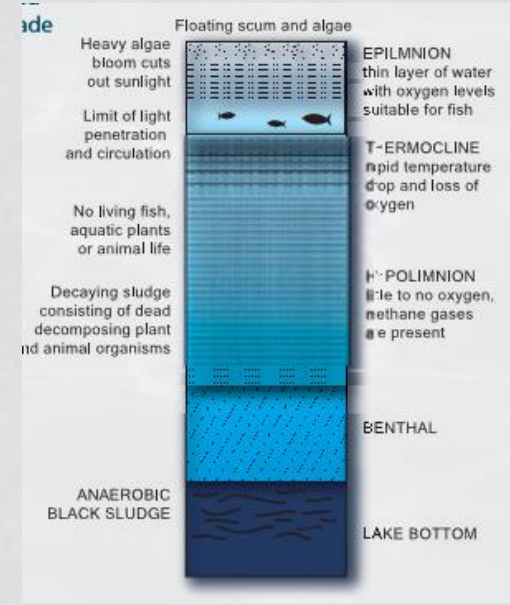 ade
Floating scum and algae
Heavy algae
bloom cuts
out sunlight
EPILMNION
thin layer of water
with oxygen levels
suitable for fish
Limit of light
penetration
and circulation
T-ERMOCLINE
rapid temperature
drop and loss of
oxygen
No living fish,
aquatic plants
or animal life
H-POLIMNION
little to no oxygen,
methane gases
are present
Decaying sludge
consisting of dead
decomposing plant
nd animal organisms
BENTHAL
ANAEROBIC
BLACK SLUDGE
LAKE BOTTOM